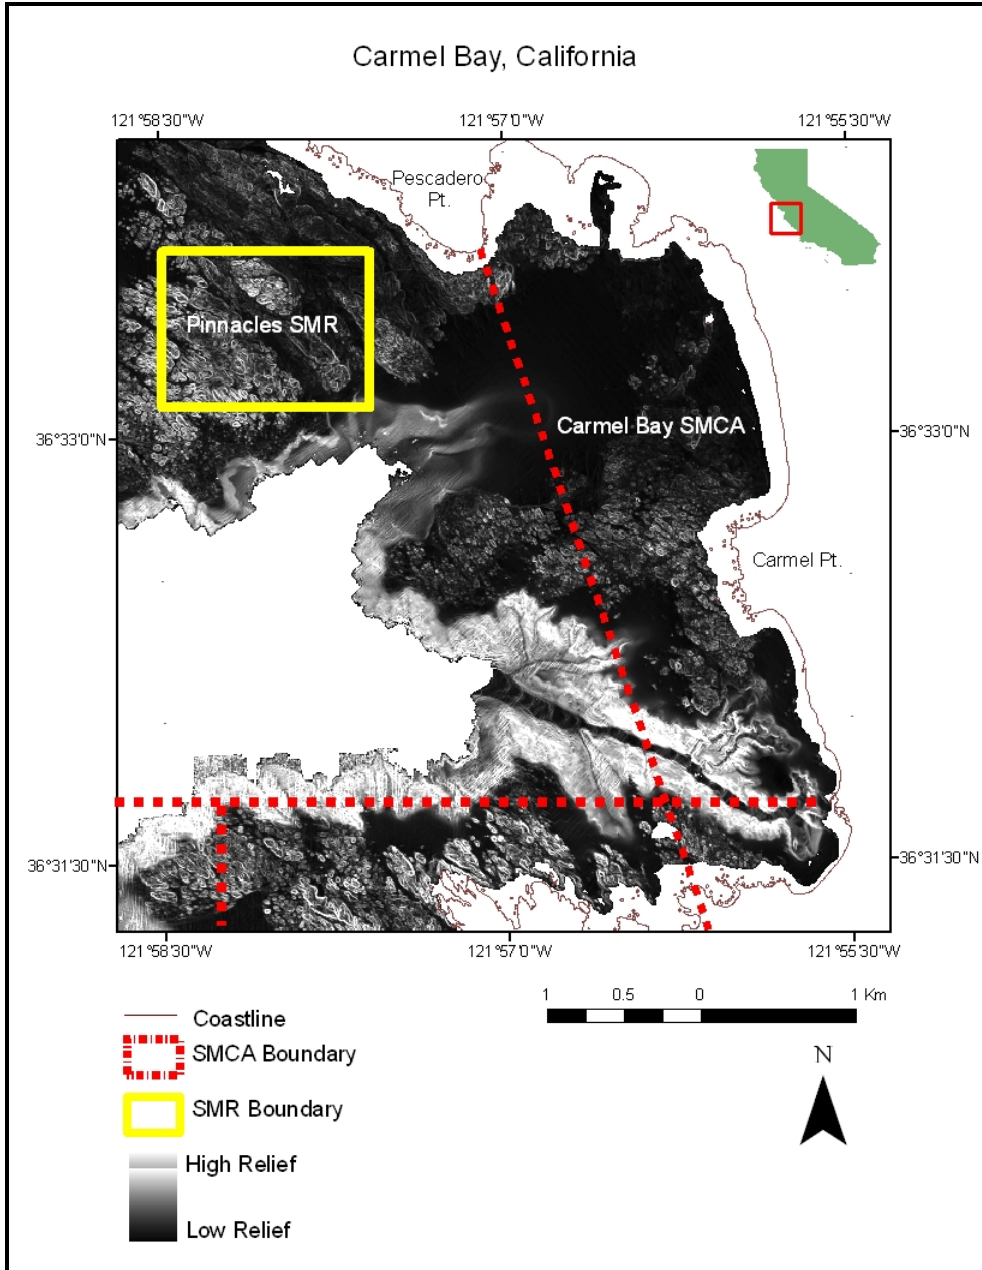 Carmel Bay, California
121°58'30"W
121°57'0"W
121°55'30"W
Pescadero
Pt.
Pinnacles SMR
Carmel Bay SMCA
36°33'0"N
36°33'0"N
Carmel Pt.
36°31'30"N
36°31'30"N
121°58'30"W
121°57'0"W
121°55'30"W
Coastline
SMCA Boundary
SMR Boundary
High Relief
Low Relief
1 0.5 0 1 Km
N